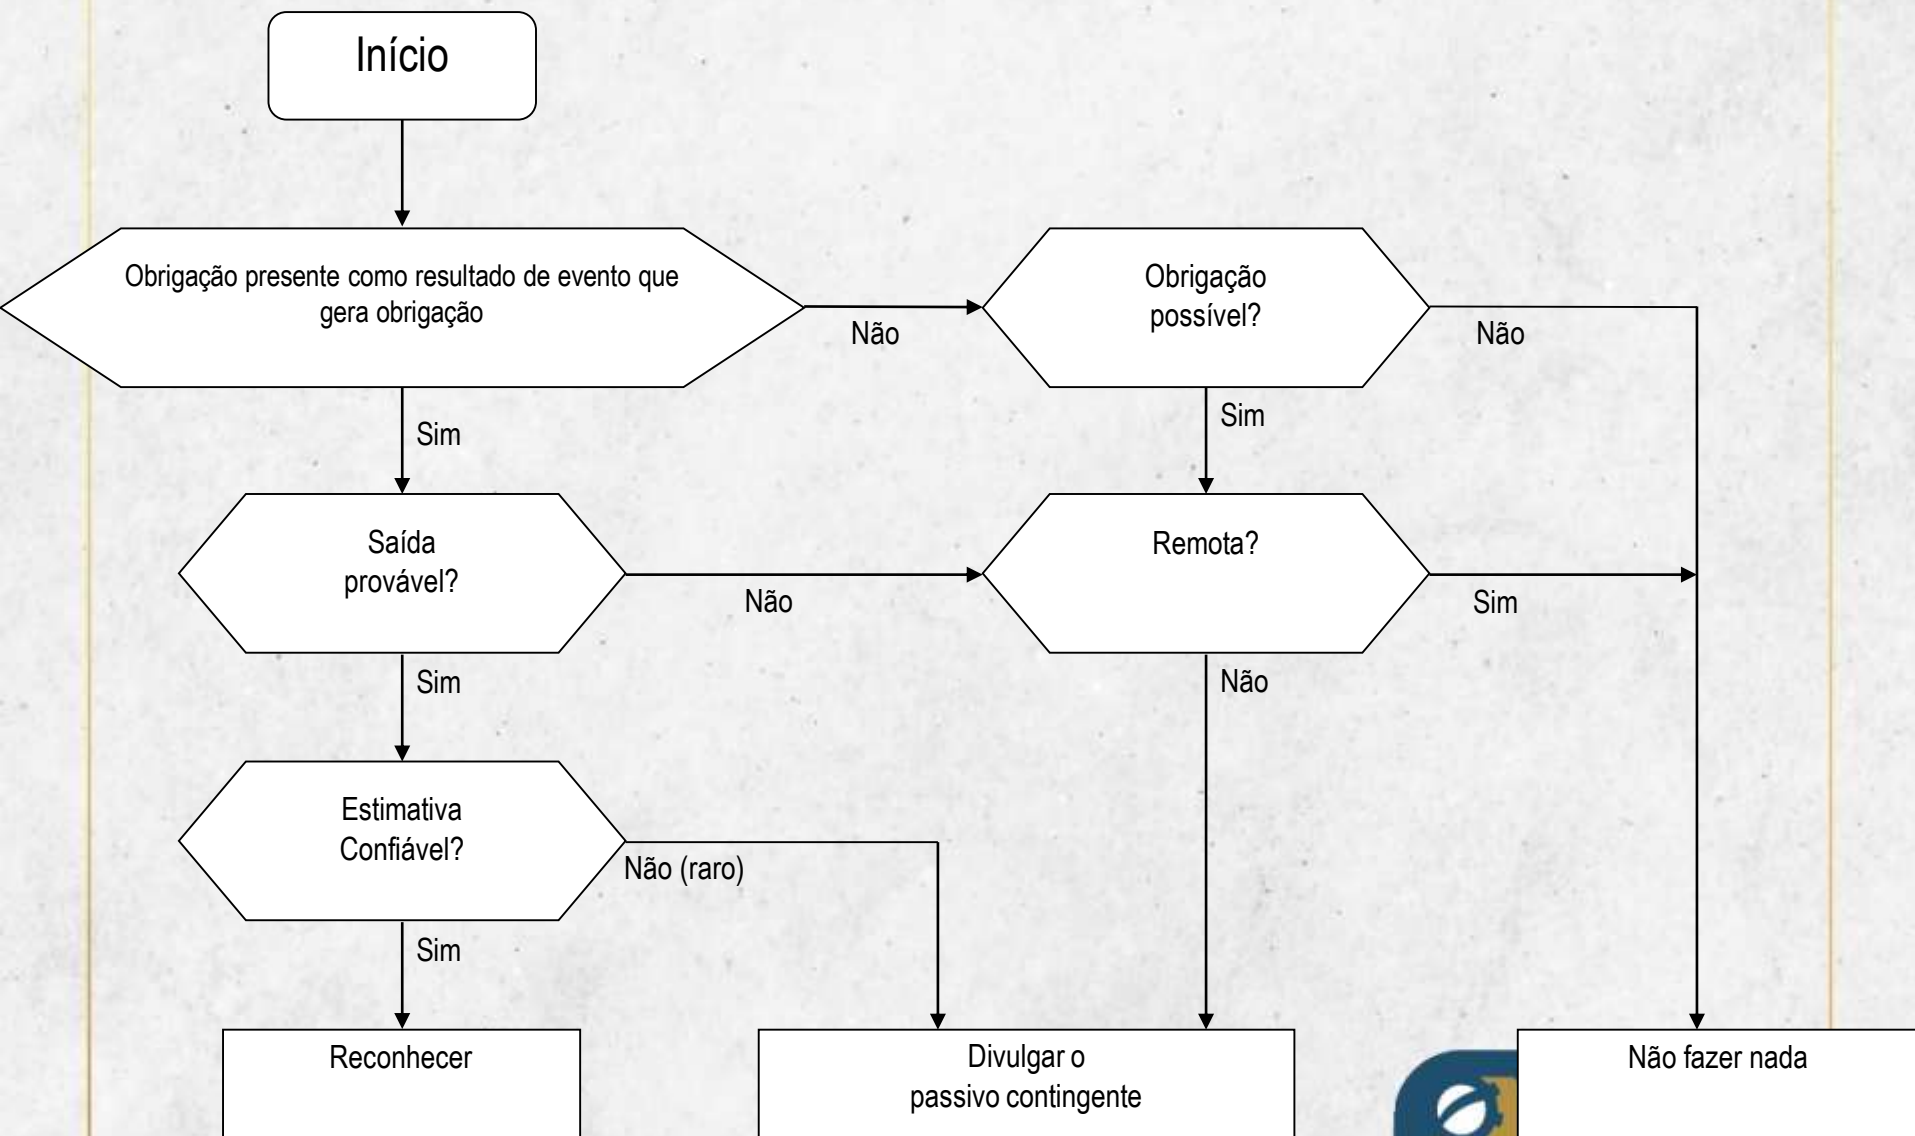 Início
Obrigação presente como resultado de evento que
gera obrigação
Não
Obrigação
possível?
Não
Sim
Sim
Saída
provável?
Não
Remota?
Sim
Sim
Não
Estimativa
Confiável?
Não (raro)
Sim
Reconhecer
Divulgar o
passivo contingente
Não fazer nada